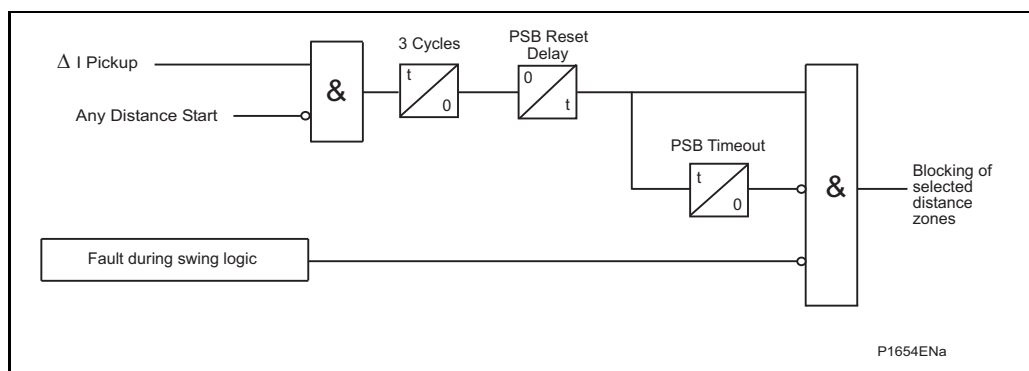 3 Cycles
PSB Reset
Delay
Δ I Pickup
t
0
0
t
&
Any Distance Start
PSB Timeout
t
0
&
Blocking of
selected
distance
zones
Fault during swing logic
P1654ENa